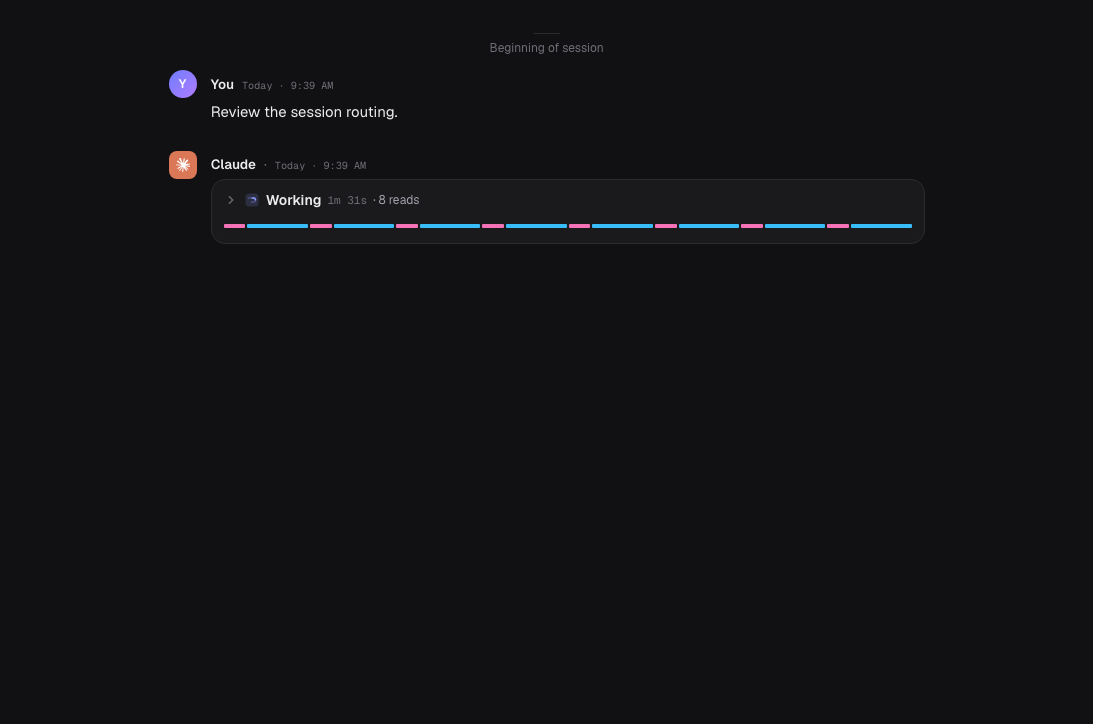 Beginning of session
Y
You Today · 9:39 AM
Review the session routing.
Claude · Today · 9:39 AM
Working 1m 31s · 8 reads